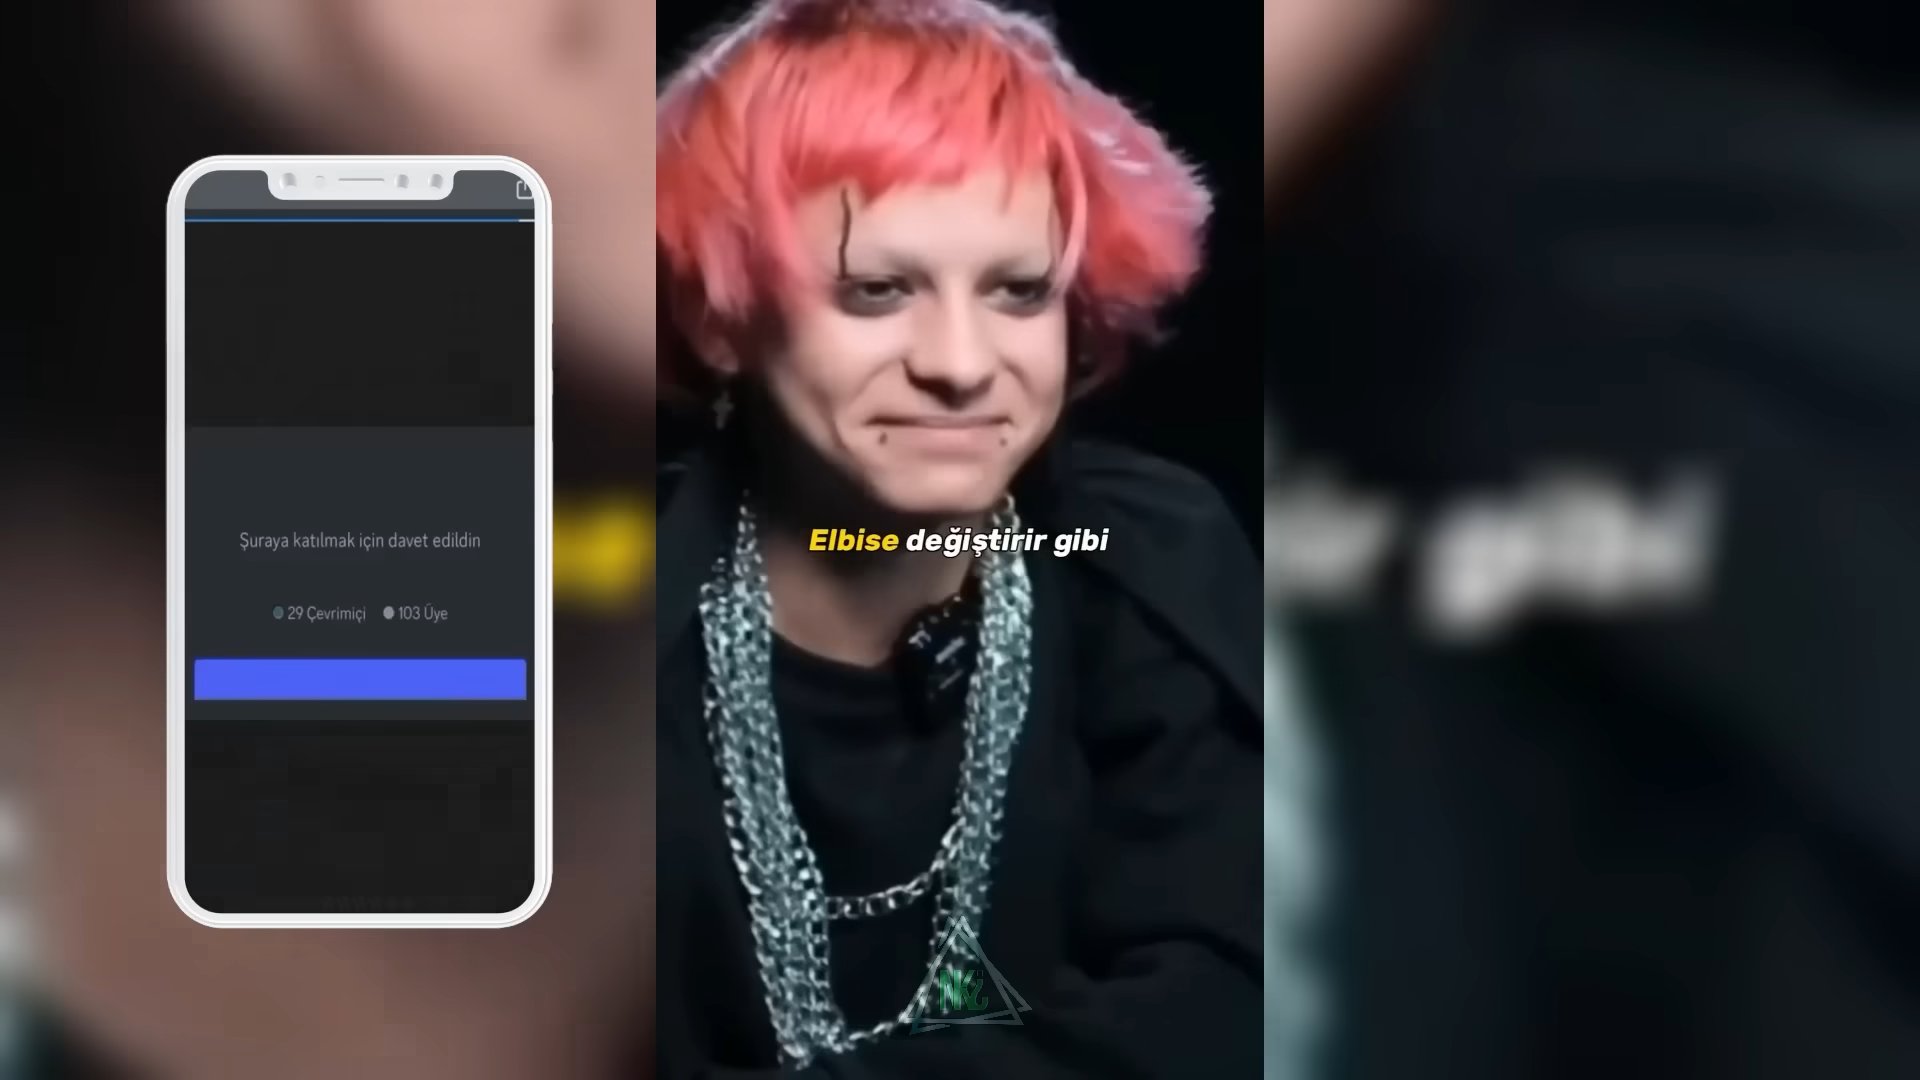 Şuraya katılmak için davet edildin
29 Çevrimiçi 103 Üye
Elbise değiştirir gibi